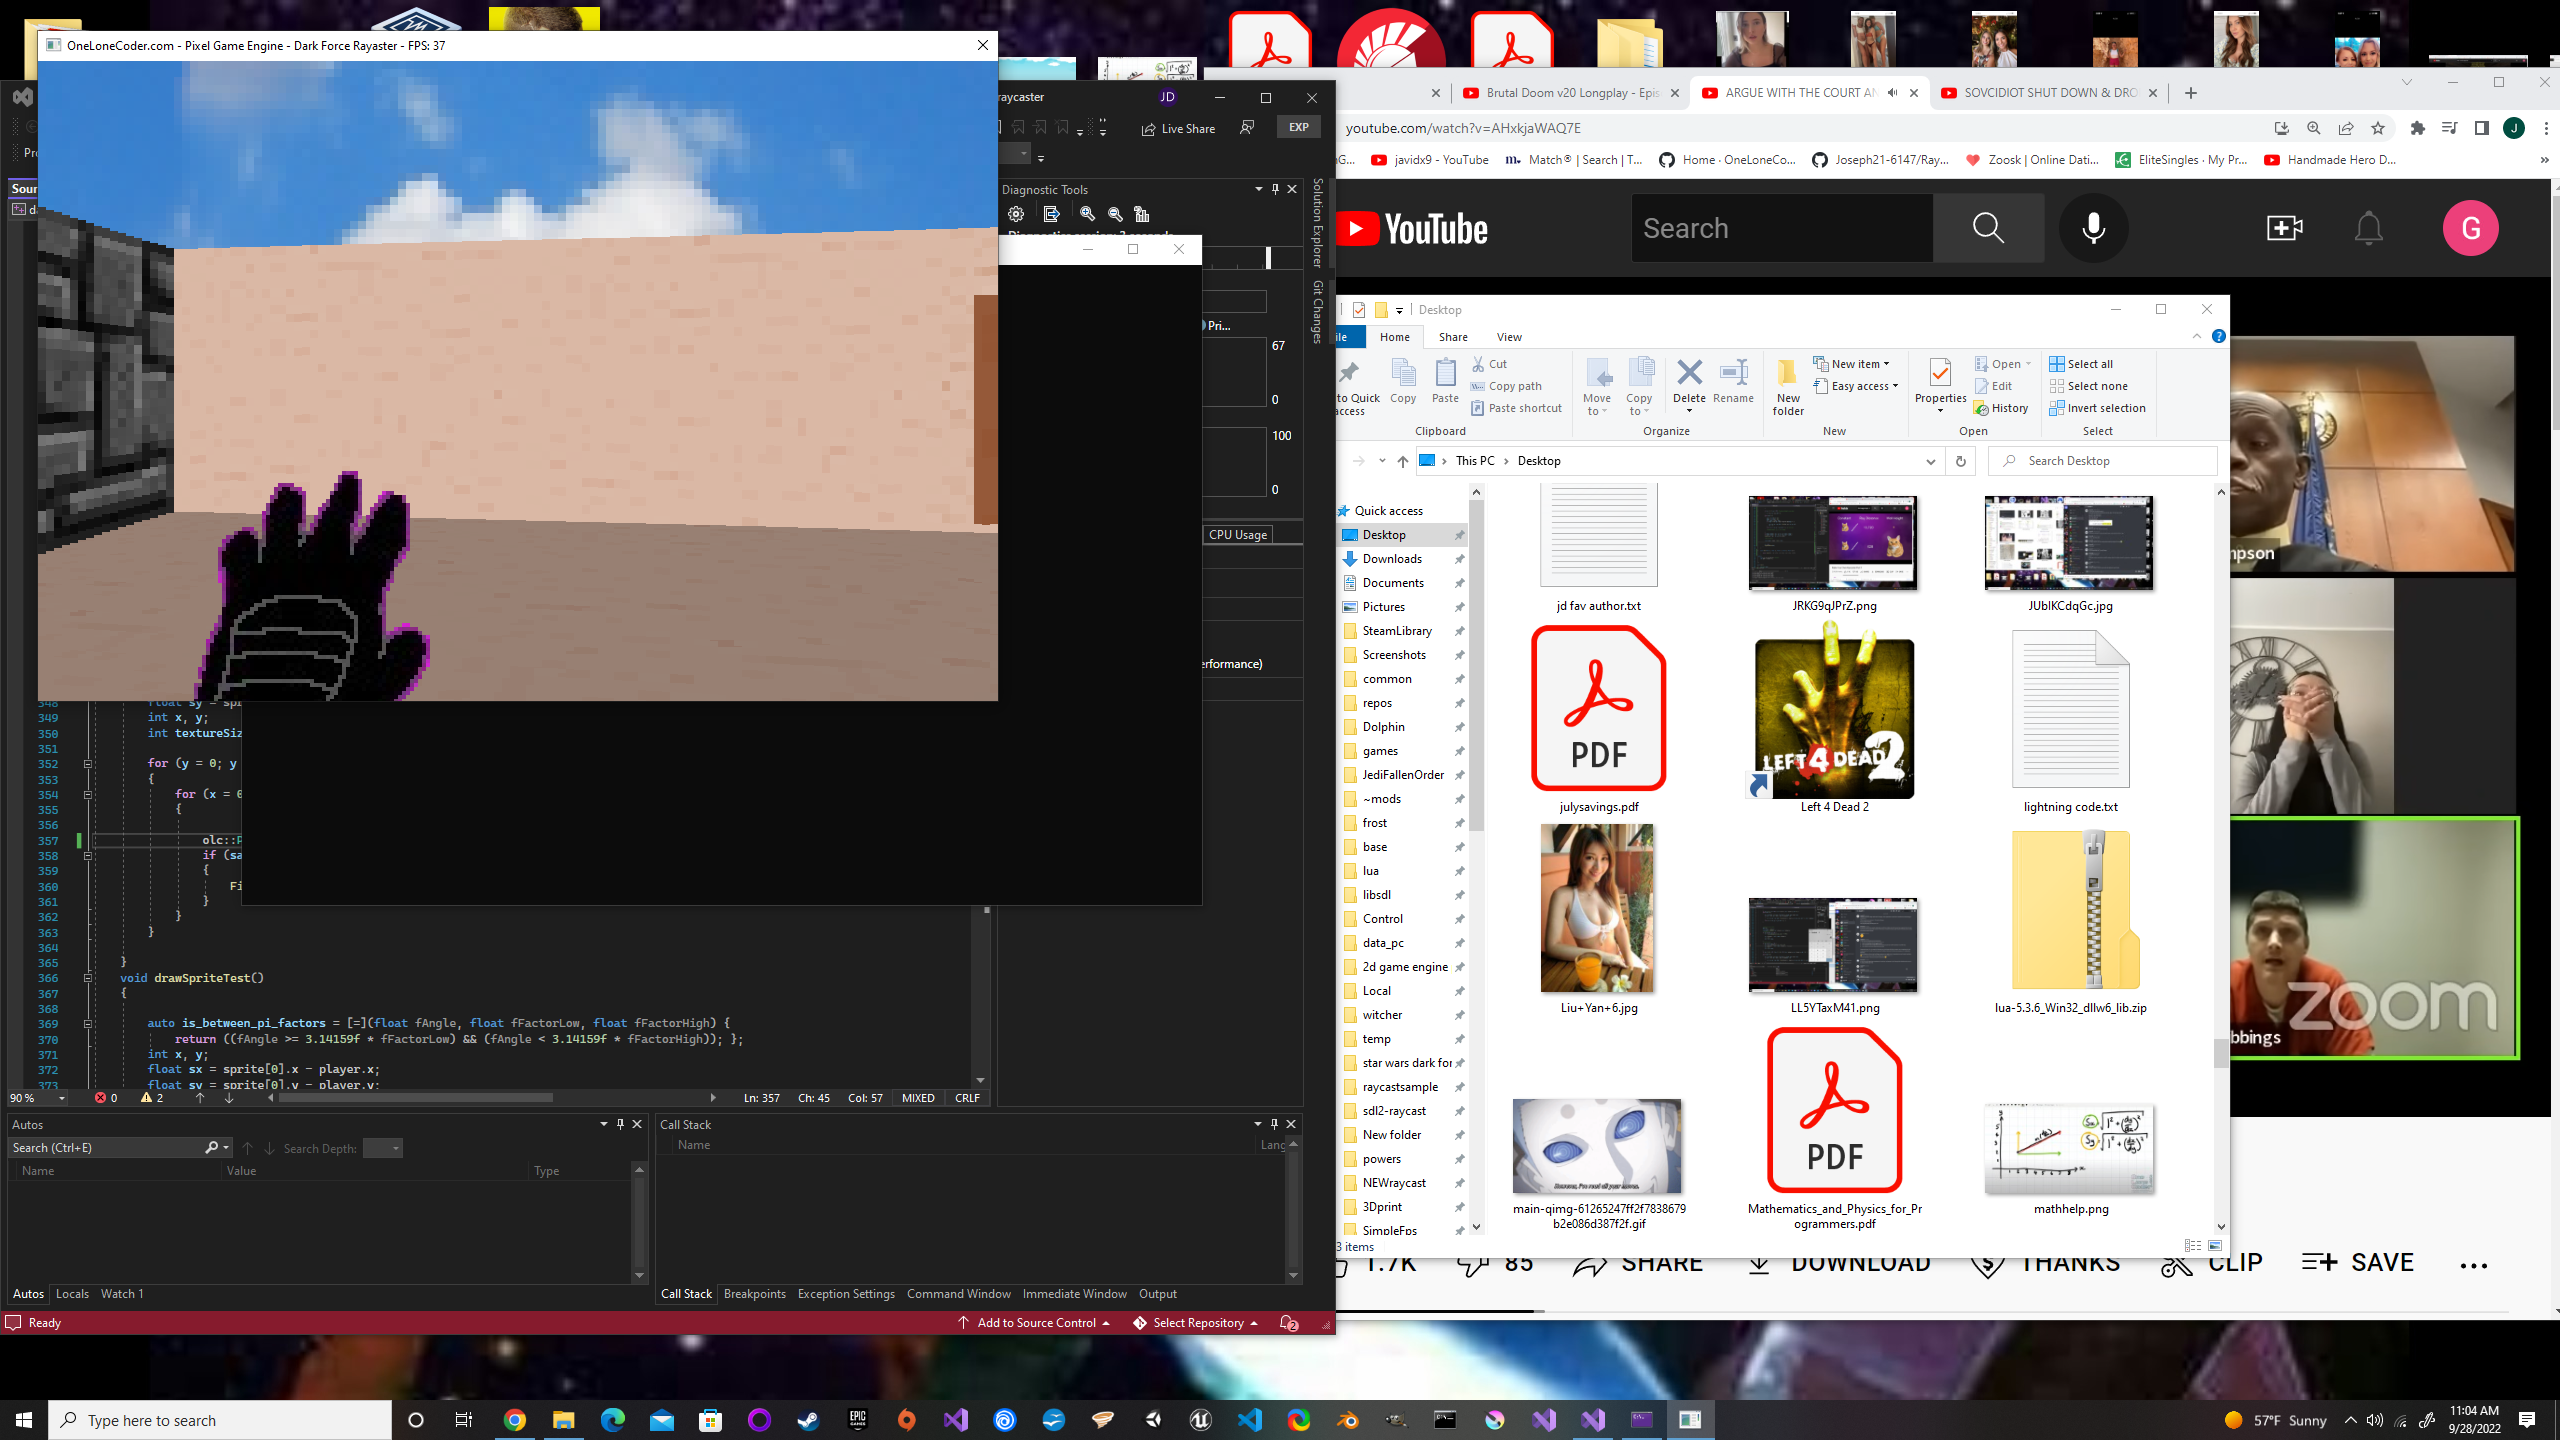 OneLoneCoder.com - Pixel Game Engine - Dark Force Rayaster - FPS: 37
raycaster
JD
Live Share
EXP
Diagnostic Tools
Solution Explorer
Git Changes
Pri...
67
0
100
0
CPU Usage
erformance)
349 int x, y;
350 int textureSiz
351
352 for (y = 0; y
353 {
354 for (x = 0
355 {
356
357 olc::P
358 if (sa
359 {
360 Fi
361 }
362 }
363 }
364
365 }
366 void drawSpriteTest()
367 {
368
369 auto is_between_pi_factors = [=](float fAngle, float fFactorLow, float fFactorHigh) {
370 return ((fAngle >= 3.14159f * fFactorLow) && (fAngle < 3.14159f * fFactorHigh)); };
371 int x, y;
372 float sx = sprite[0].x - player.x;
373 float sy = sprite[0].y - player.y;
90 %
0
2
Ln: 357 Ch: 45 Col: 57 MIXED CRLF
Autos
Search (Ctrl+E)
Search Depth:
Name Value Type
Autos Locals Watch 1
Call Stack
Name Lang
Call Stack Breakpoints Exception Settings Command Window Immediate Window Output
Ready
Add to Source Control
Select Repository
2
Brutal Doom v20 Longplay - Epis
ARGUE WITH THE COURT AN
SOVCIDIOT SHUT DOWN & DRO
youtube.com/watch?v=AHxkjaWAQ7E
J
javidx9 - YouTube
Match® | Search | T...
Home · OneLoneCo...
Joseph21-6147/Ray...
Zoosk | Online Dati...
EliteSingles · My Pr...
Handmade Hero D...
YouTube
Search
G
Desktop
Home Share View
Copy
Paste
Cut
Copy path
Paste shortcut
Clipboard
Move to
Copy to
Delete
Rename
Organize
New folder
New item
Easy access
New
Properties
Open
Edit
History
Open
Select all
Select none
Invert selection
Select
This PC > Desktop
Search Desktop
Quick access
Desktop
Downloads
Documents
Pictures
SteamLibrary
Screenshots
common
repos
Dolphin
games
JediFallenOrder
~mods
frost
base
lua
libsdl
Control
data_pc
2d game engine
Local
witcher
temp
star wars dark for
raycastsample
sdl2-raycast
New folder
powers
NEWraycast
3Dprint
SimpleFps
jd fav author.txt
JRKG9qJPrZ.png
JUblKCdqGc.jpg
PDF
julysavings.pdf
LEFT 4 DEAD 2
Left 4 Dead 2
lightning code.txt
Liu+Yan+6.jpg
LL5YTaxM41.png
lua-5.3.6_Win32_dllw6_lib.zip
main-qimg-61265247ff2f7838679
b2e086d387f2f.gif
PDF
Mathematics_and_Physics_for_Pr
ogrammers.pdf
mathhelp.png
3 items
mpson
zoom
bbings
1.7K
85
SHARE
DOWNLOAD
THANKS
CLIP
SAVE
Type here to search
EPIC GAMES
57°F Sunny
11:04 AM
9/28/2022